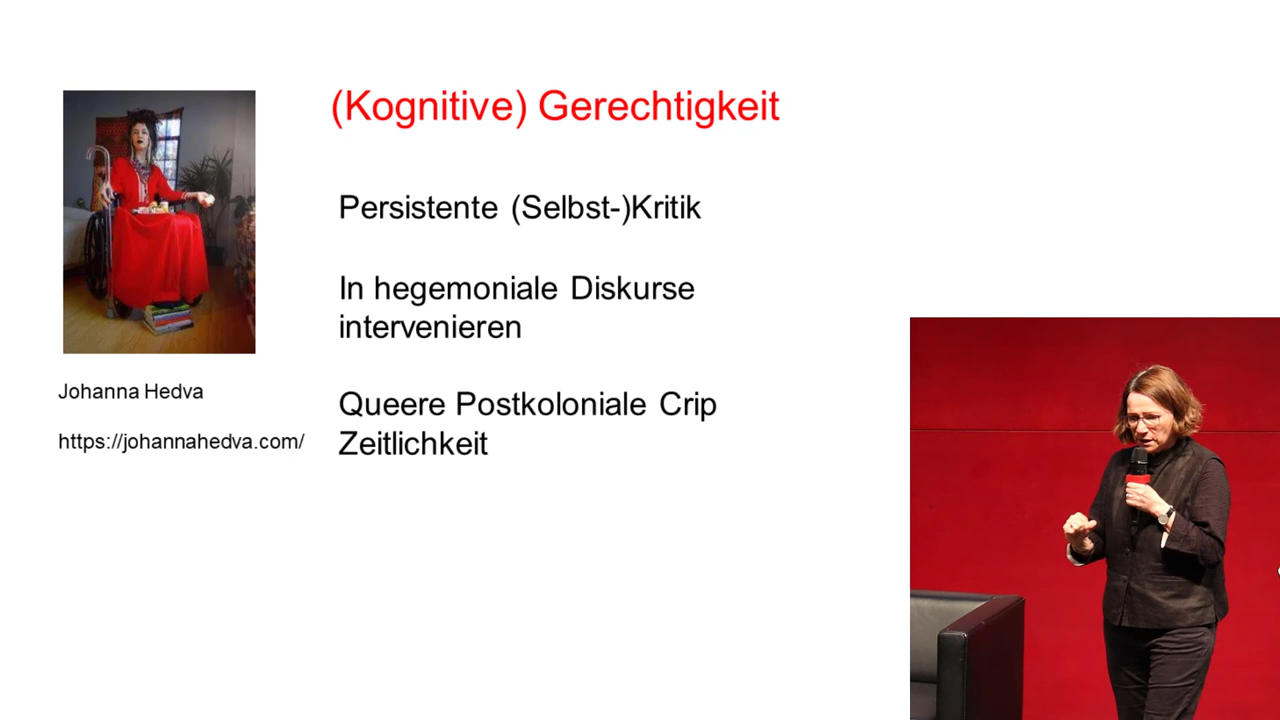 (Kognitive) Gerechtigkeit
Persistente (Selbst-)Kritik
In hegemoniale Diskurse
intervenieren
Queere Postkoloniale Crip
Zeitlichkeit
Johanna Hedva
https://johannahedva.com/